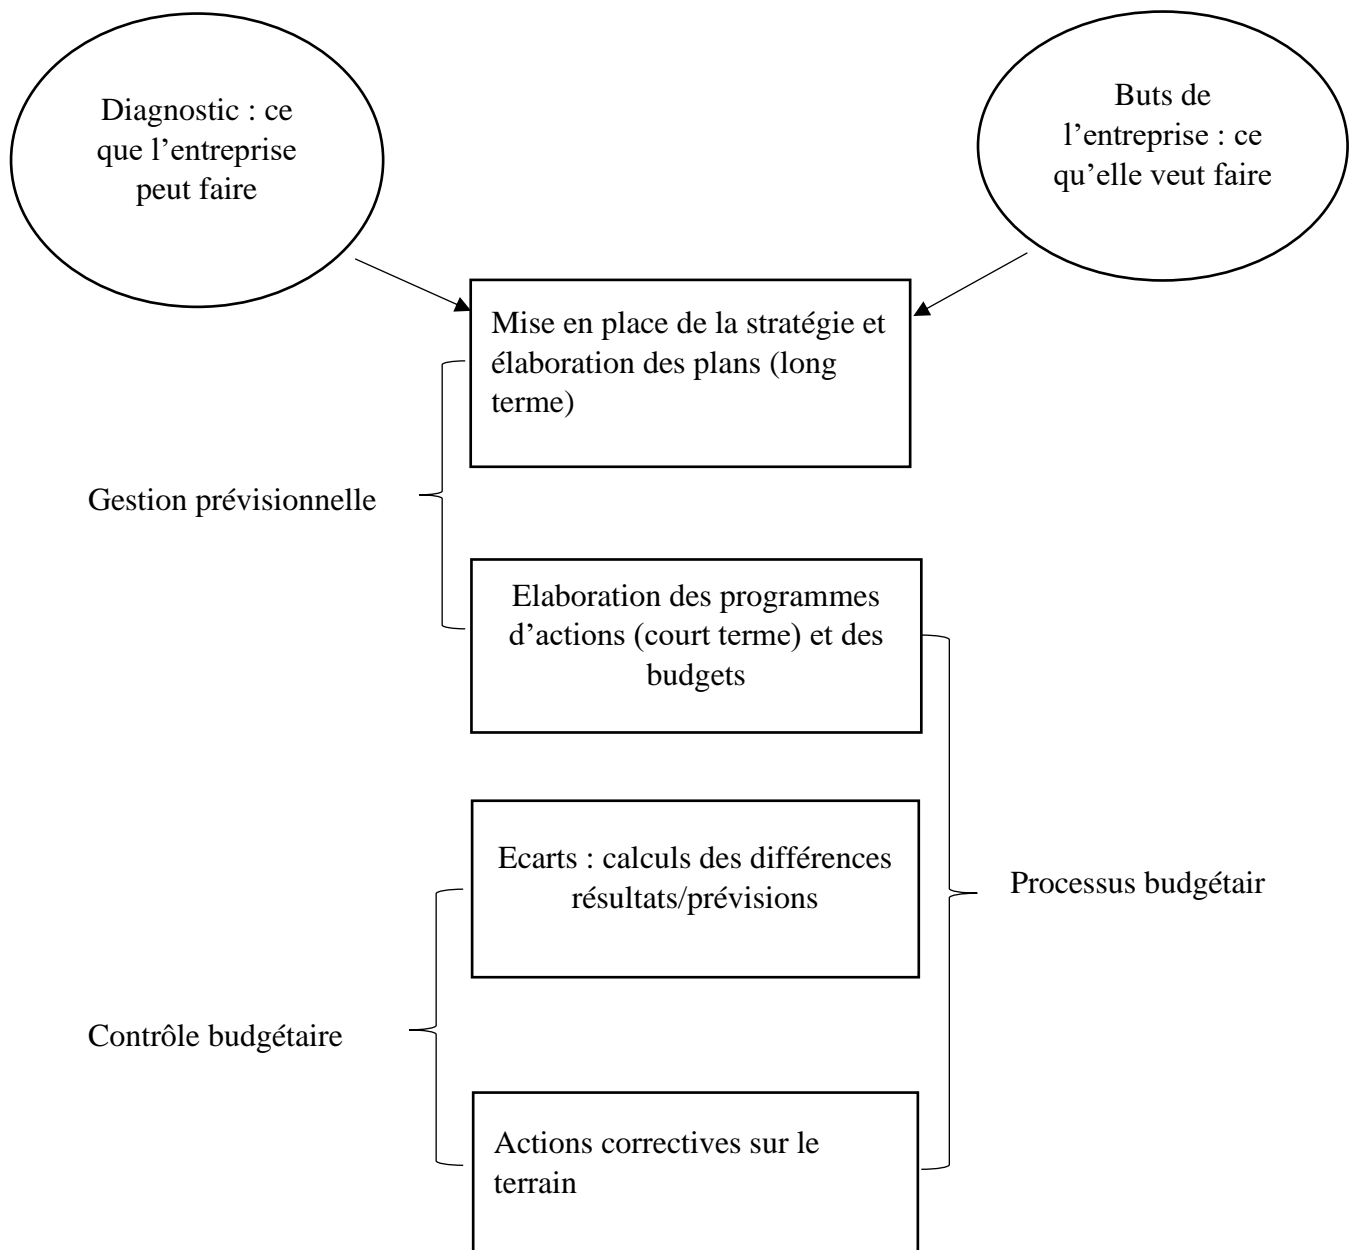 Diagnostic : ce
que l’entreprise
peut faire
Buts de
l’entreprise : ce
qu’elle veut faire
Mise en place de la stratégie et
élaboration des plans (long
terme)
Gestion prévisionnelle
Elaboration des programmes
d’actions (court terme) et des
budgets
Ecarts : calculs des différences
résultats/prévisions
Processus budgétair
Contrôle budgétaire
Actions correctives sur le
terrain